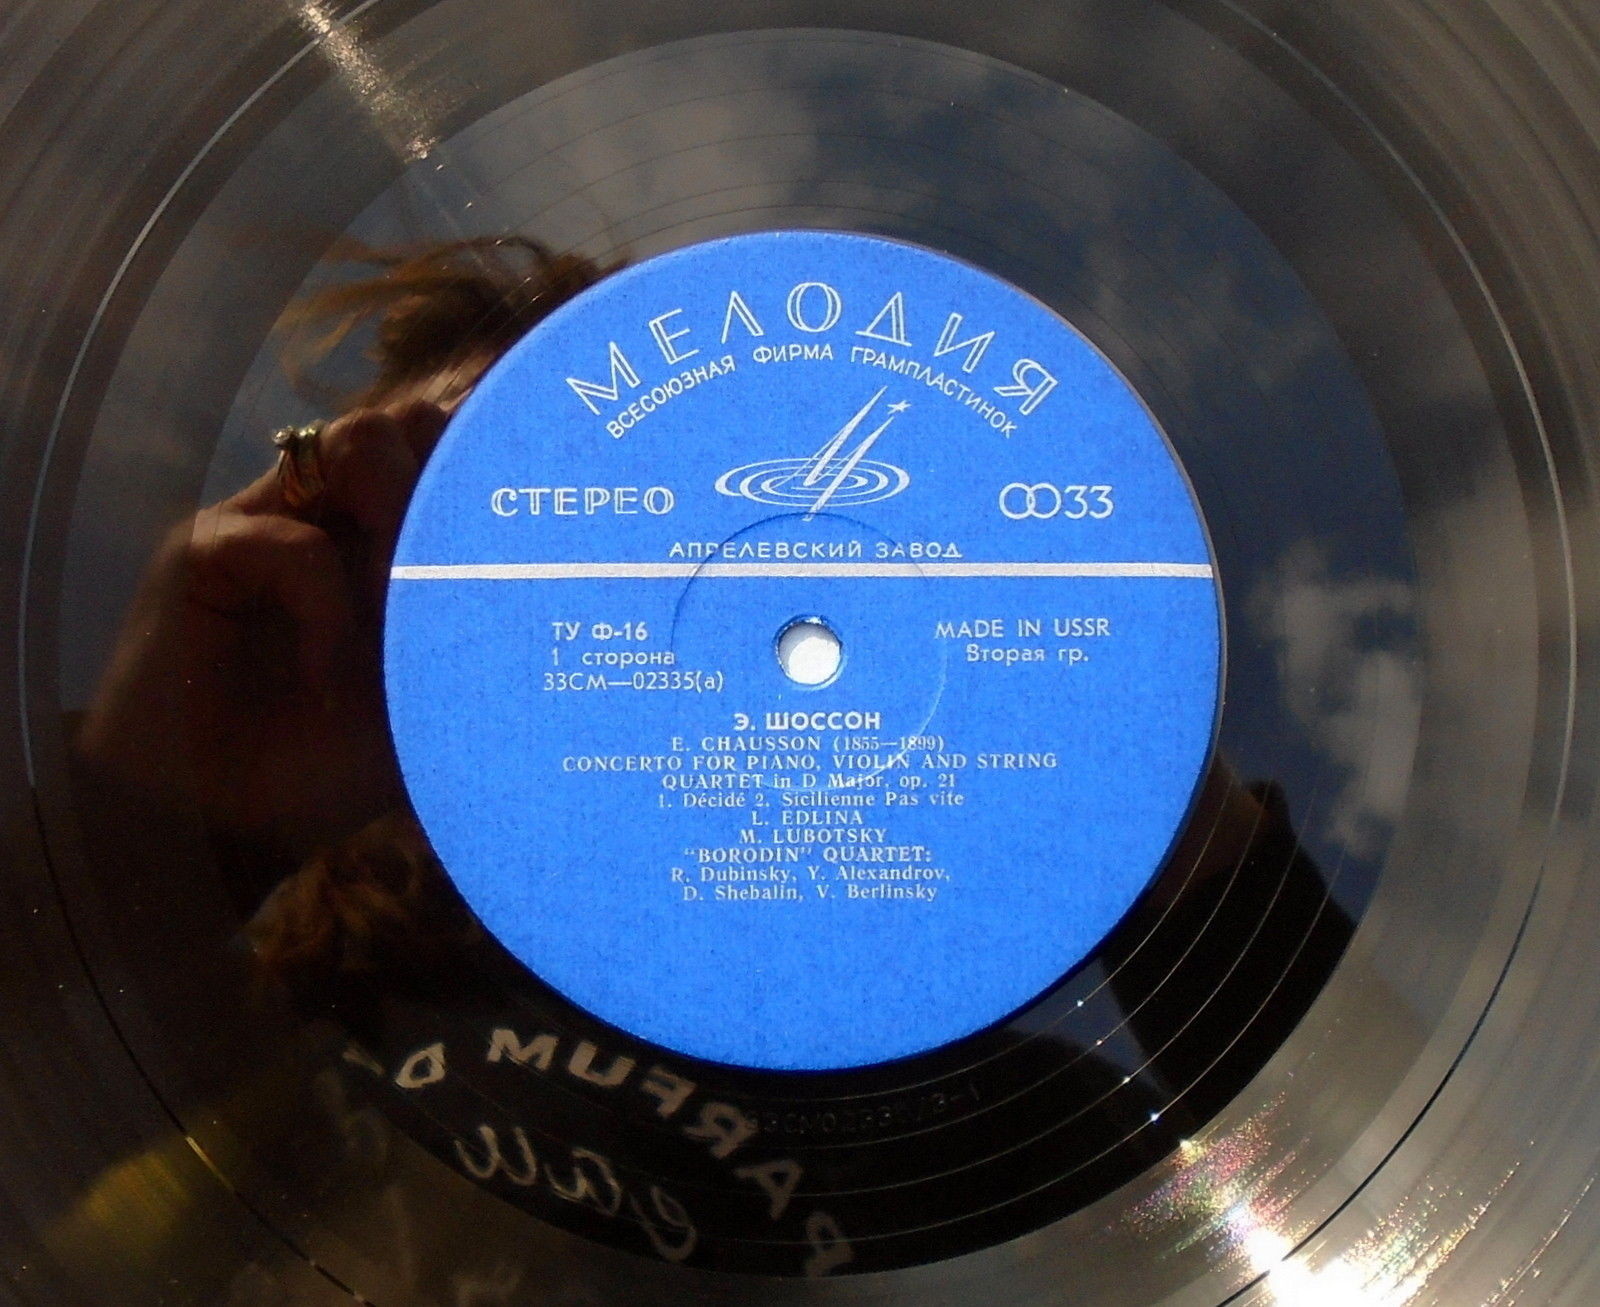 МЕЛОДИЯ
ВСЕСОЮЗНАЯ ФИРМА ГРАМПЛАСТИНОК
СТЕРЕО
33
АПРЕЛЕВСКИЙ ЗАВОД
ТУ Ф-16
1 сторона
33СМ—02335(а)
MADE IN USSR
Вторая гр.
Э. ШОССОН
E. CHAUSSON (1855—1899)
CONCERTO FOR PIANO, VIOLIN AND STRING
QUARTET in D Major, op. 21
1. Décidé 2. Sicilienne Pas vite
L. EDLINA
M. LUBOTSKY
"BORODIN" QUARTET:
R. Dubinsky, Y. Alexandrov,
D. Shebalin, V. Berlinsky